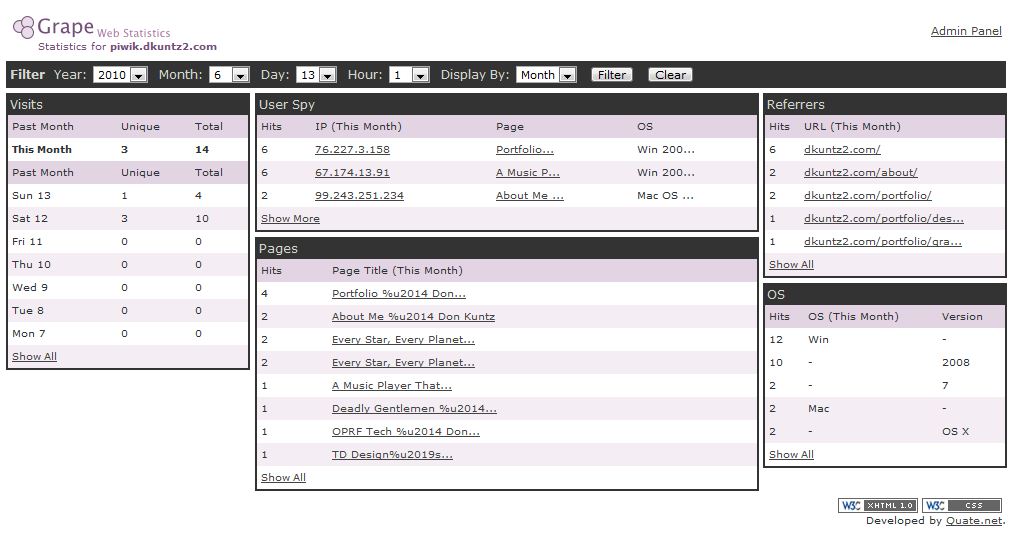 Grape Web Statistics
Statistics for piwik.dkuntz2.com
Admin Panel
Filter Year: 2010 Month: 6 Day: 13 Hour: 1 Display By: Month Filter Clear
Visits
Past Month Unique Total
This Month 3 14
Past Month Unique Total
Sun 13 1 4
Sat 12 3 10
Fri 11 0 0
Thu 10 0 0
Wed 9 0 0
Tue 8 0 0
Mon 7 0 0
Show All
User Spy
Hits IP (This Month) Page OS
6 76.227.3.158 Portfolio... Win 200...
6 67.174.13.91 A Music P... Win 200...
2 99.243.251.234 About Me ... Mac OS ...
Show More
Pages
Hits Page Title (This Month)
4 Portfolio %u2014 Don...
2 About Me %u2014 Don Kuntz
2 Every Star, Every Planet...
2 Every Star, Every Planet...
1 A Music Player That...
1 Deadly Gentlemen %u2014...
1 OPRF Tech %u2014 Don...
1 TD Design%u2019s...
Show All
Referrers
Hits URL (This Month)
6 dkuntz2.com/
2 dkuntz2.com/about/
2 dkuntz2.com/portfolio/
1 dkuntz2.com/portfolio/des...
1 dkuntz2.com/portfolio/gra...
Show All
OS
Hits OS (This Month) Version
12 Win -
10 - 2008
2 - 7
2 Mac -
2 - OS X
Show All
W3C XHTML 1.0 W3C CSS
Developed by Quate.net.